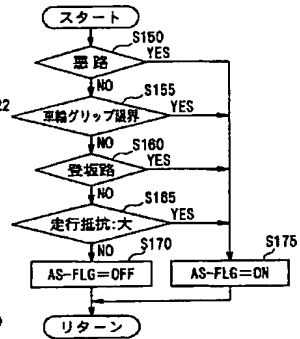 スタート
S150
悪路
YES
NO
S155
22
車輪グリップ限界
YES
NO
S160
登坂路
YES
NO
S165
走行抵抗:大
YES
NO
S170
S175
AS-FLG=OFF
AS-FLG=ON
リターン